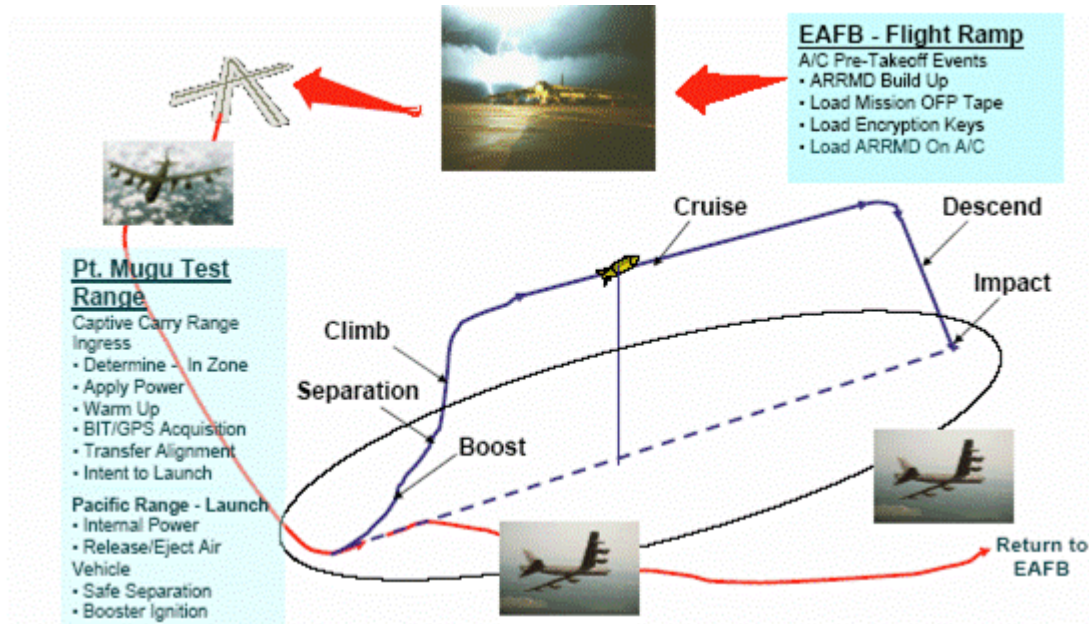 EAFB - Flight Ramp
A/C Pre-Takeoff Events
• ARRMD Build Up
• Load Mission OFP Tape
• Load Encryption Keys
• Load ARRMD On A/C
Cruise
Descend
Impact
Climb
Separation
Boost
Pt. Mugu Test
Range
Captive Carry Range
Ingress
• Determine - In Zone
• Apply Power
• Warm Up
• BIT/GPS Acquisition
• Transfer Alignment
• Intent to Launch
Pacific Range - Launch
• Internal Power
• Release/Eject Air
Vehicle
• Safe Separation
• Booster Ignition
Return to
EAFB